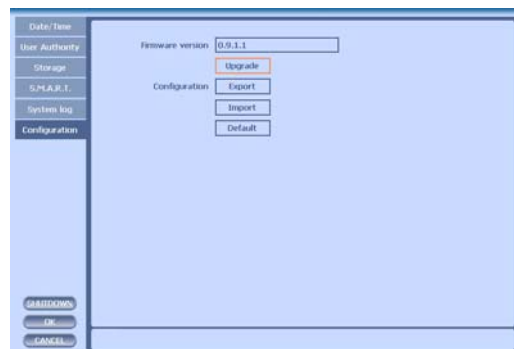 Date/Time
User Authority
Storage
S.M.A.R.T.
System log
Configuration
Firmware version 0.9.1.1
Upgrade
Configuration Export
Import
Default
SHUTDOWN
OK
CANCEL